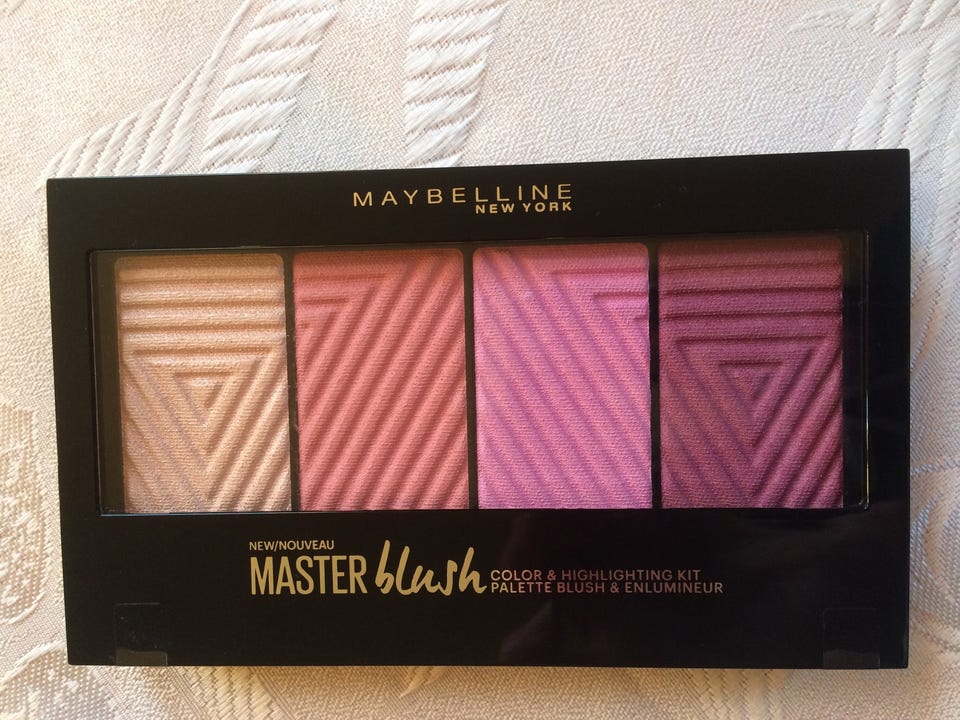 MAYBELLINE
NEW YORK
NEW/NOUVEAU
MASTER blush COLOR & HIGHLIGHTING KIT
PALETTE BLUSH & ENLUMINEUR